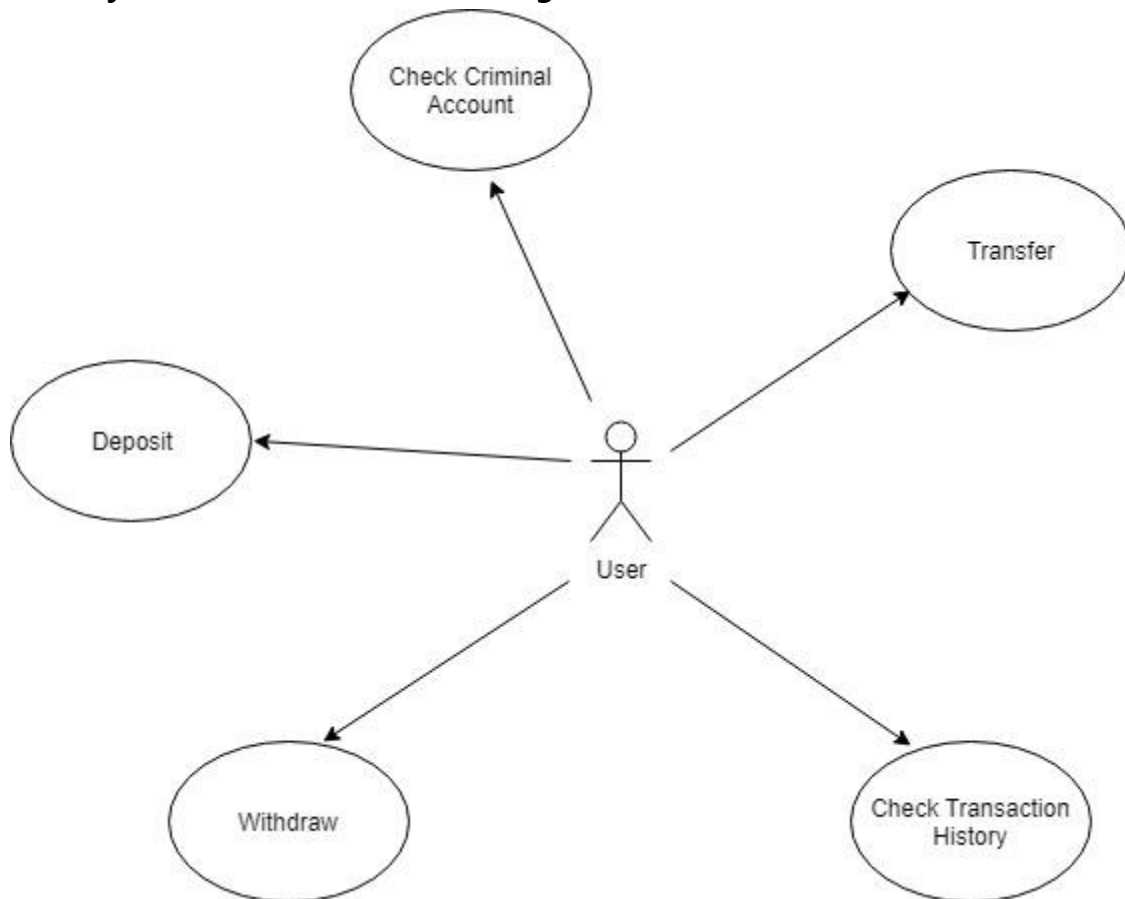 Check Criminal
Account
Transfer
Deposit
User
Withdraw
Check Transaction
History